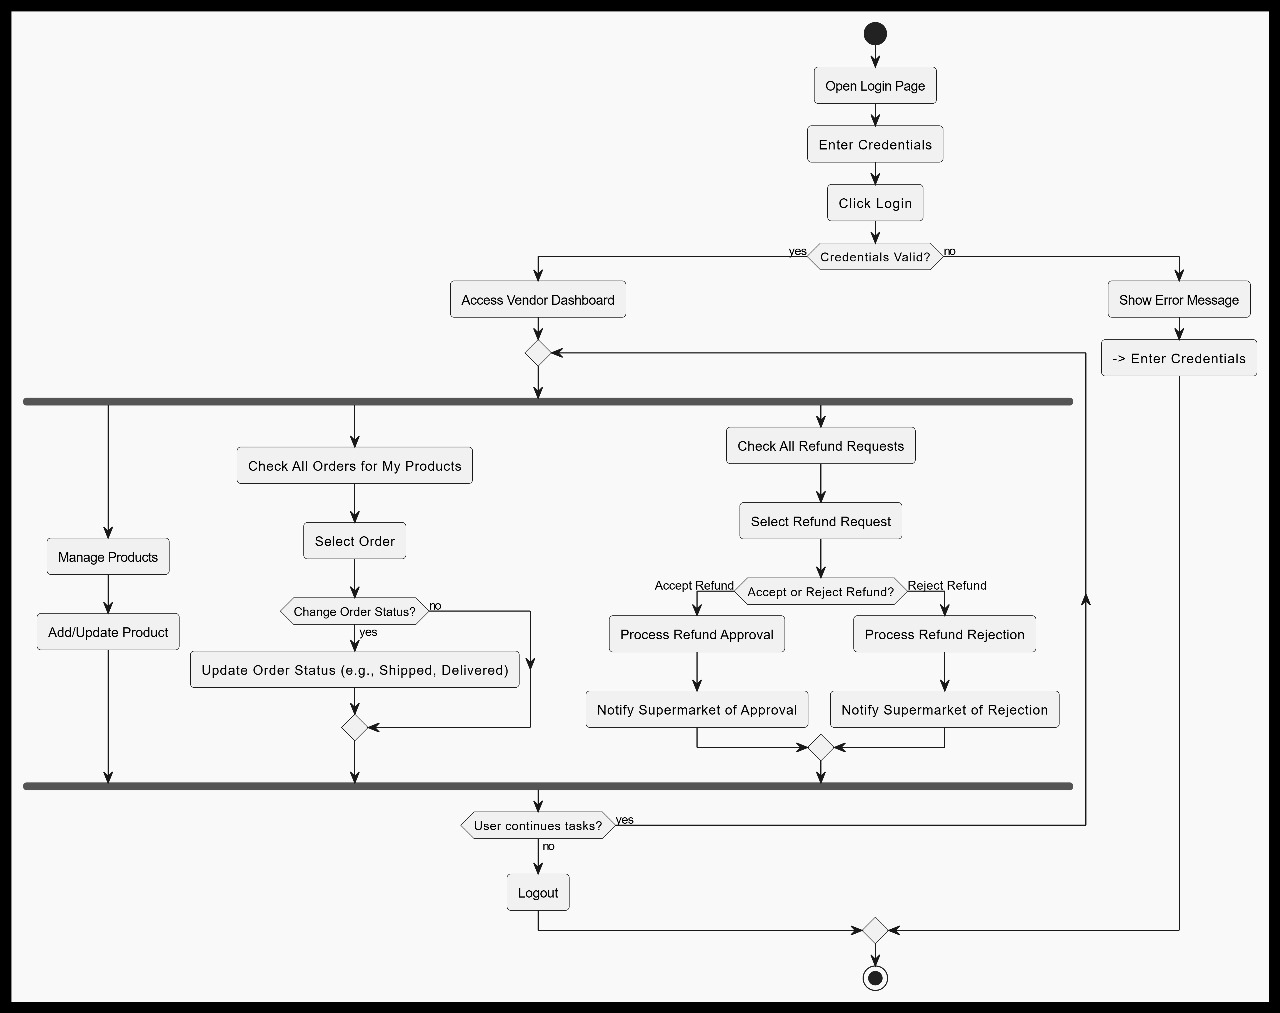 Open Login Page
Enter Credentials
Click Login
Credentials Valid?
yes
no
Access Vendor Dashboard
Show Error Message
-> Enter Credentials
Manage Products
Add/Update Product
Check All Orders for My Products
Select Order
Change Order Status?
no
yes
Update Order Status (e.g., Shipped, Delivered)
Check All Refund Requests
Select Refund Request
Accept or Reject Refund?
Accept Refund
Reject Refund
Process Refund Approval
Notify Supermarket of Approval
Process Refund Rejection
Notify Supermarket of Rejection
User continues tasks?
yes
no
Logout